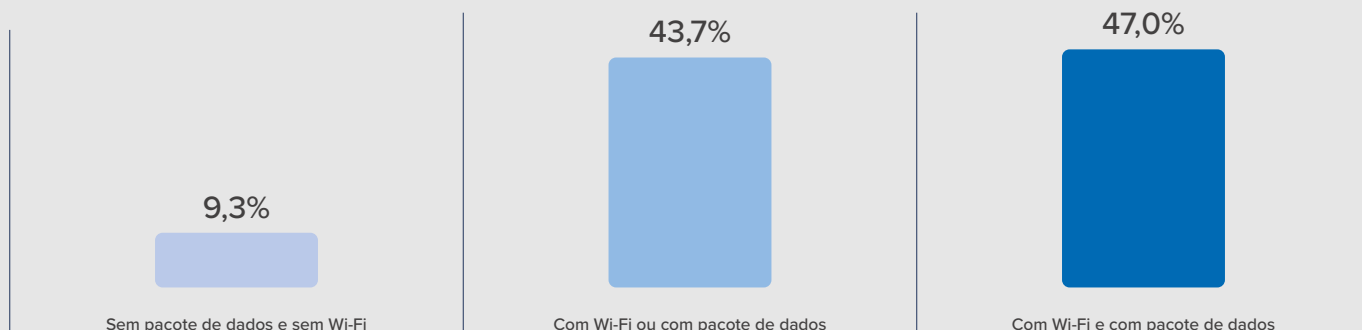 43,7%
47,0%
9,3%
Sem pacote de dados e sem Wi-Fi
Com Wi-Fi ou com pacote de dados
Com Wi-Fi e com pacote de dados